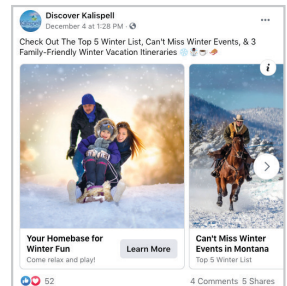 Discover Kalispell
December 4 at 1:28 PM ·
Check Out The Top 5 Winter List, Can't Miss Winter Events, & 3
Family-Friendly Winter Vacation Itineraries
Your Homebase for
Winter Fun
Come relax and play!
Learn More
Can't Miss Winter
Events in Montana
Top 5 Winter List
52
4 Comments 5 Shares